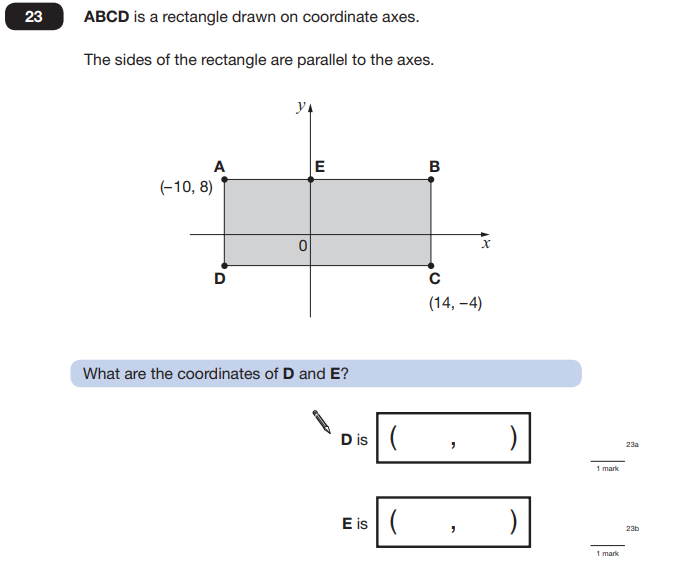 23 ABCD is a rectangle drawn on coordinate axes.
The sides of the rectangle are parallel to the axes.
y
A E B
(−10, 8)
0 x
D C
(14, −4)
What are the coordinates of D and E?
D is ( , )
23a
1 mark
E is ( , )
23b
1 mark